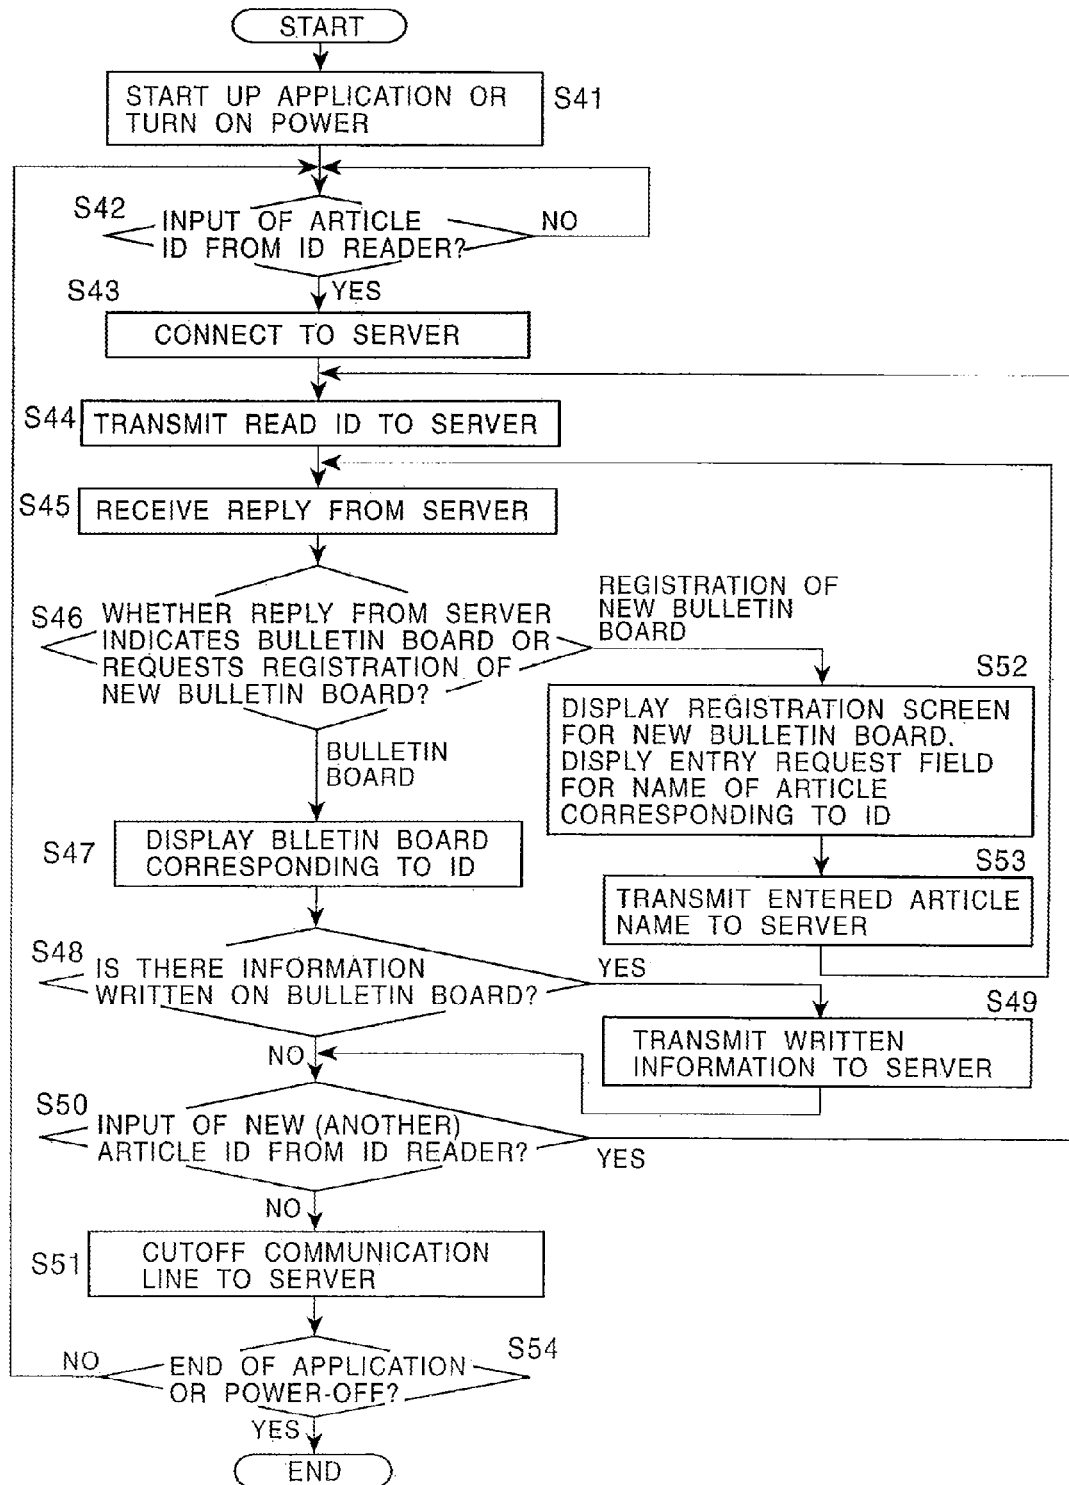 START
START UP APPLICATION OR
TURN ON POWER
S41
S42
INPUT OF ARTICLE
ID FROM ID READER?
NO
S43
YES
CONNECT TO SERVER
S44
TRANSMIT READ ID TO SERVER
S45
RECEIVE REPLY FROM SERVER
S46
WHETHER REPLY FROM SERVER
INDICATES BULLETIN BOARD OR
REQUESTS REGISTRATION OF
NEW BULLETIN BOARD?
REGISTRATION OF
NEW BULLETIN
BOARD
S52
DISPLAY REGISTRATION SCREEN
FOR NEW BULLETIN BOARD.
DISPLY ENTRY REQUEST FIELD
FOR NAME OF ARTICLE
CORRESPONDING TO ID
BULLETIN
BOARD
S47
DISPLAY BLLETIN BOARD
CORRESPONDING TO ID
S53
TRANSMIT ENTERED ARTICLE
NAME TO SERVER
S48
IS THERE INFORMATION
WRITTEN ON BULLETIN BOARD?
YES
S49
TRANSMIT WRITTEN
INFORMATION TO SERVER
NO
S50
INPUT OF NEW (ANOTHER)
ARTICLE ID FROM ID READER?
YES
NO
S51
CUTOFF COMMUNICATION
LINE TO SERVER
S54
NO
END OF APPLICATION
OR POWER-OFF?
YES
END